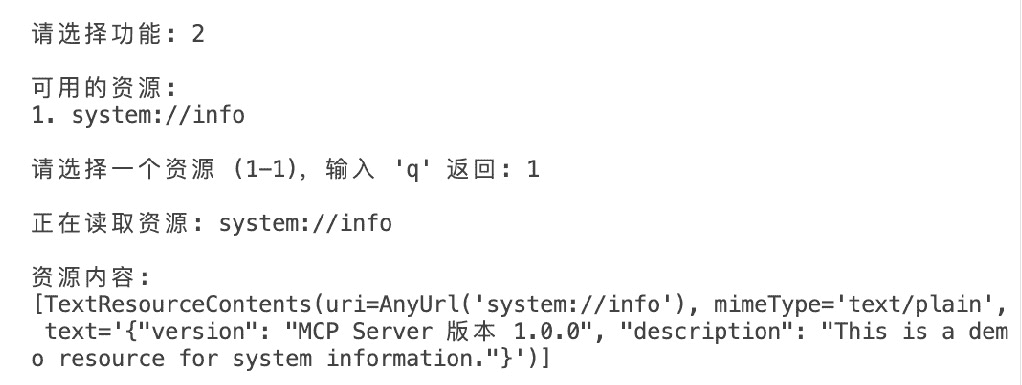 请选择功能: 2
可用的资源:
1. system://info
请选择一个资源 (1-1), 输入 'q' 返回: 1
正在读取资源: system://info
资源内容:
[TextResourceContents(uri=AnyUrl('system://info'), mimeType='text/plain',
text='{"version": "MCP Server 版本 1.0.0", "description": "This is a dem
o resource for system information."}')]